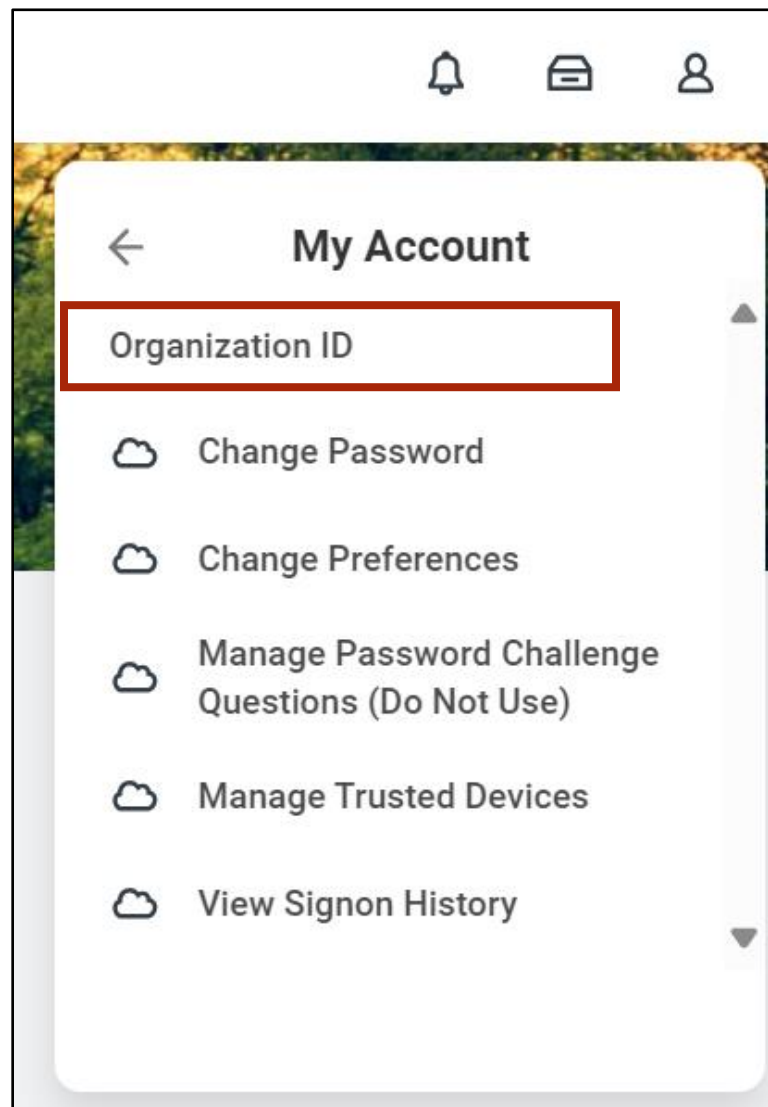 My Account
Organization ID
Change Password
Change Preferences
Manage Password Challenge
Questions (Do Not Use)
Manage Trusted Devices
View Signon History